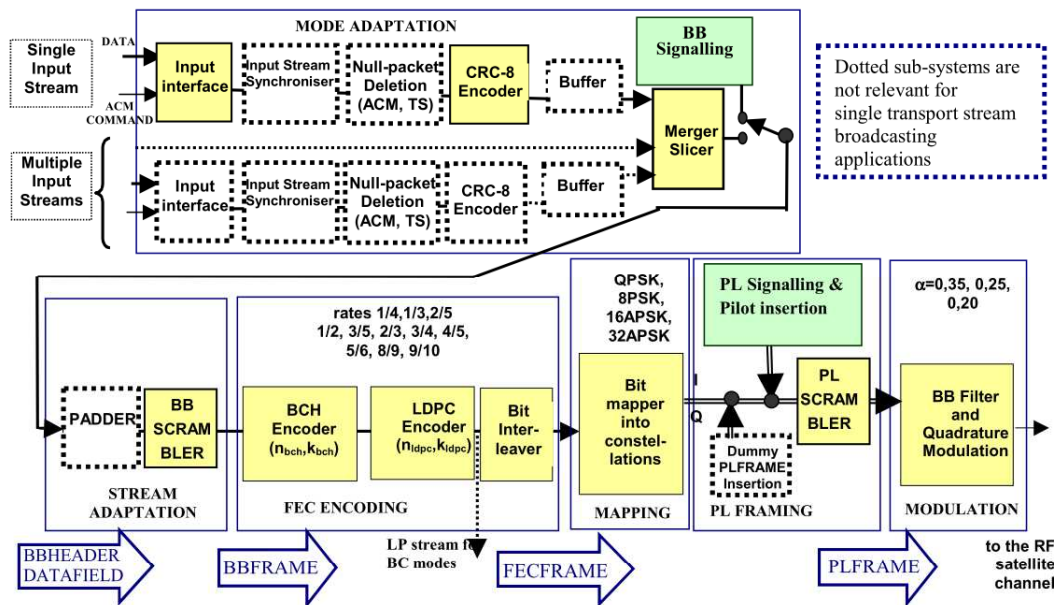 MODE ADAPTATION
BB
Signalling
Single
Input
Stream
DATA
ACM
COMMAND
Input
interface
Input Stream
Synchroniser
Null-packet
Deletion
(ACM, TS)
CRC-8
Encoder
Buffer
Merger
Slicer
Dotted sub-systems are
not relevant for
single transport stream
broadcasting
applications
Multiple
Input
Streams
Input
interface
Input Stream
Synchroniser
Null-packet
Deletion
(ACM, TS)
CRC-8
Encoder
Buffer
PADDER
BB
SCRAM
BLER
STREAM
ADAPTATION
rates 1/4,1/3,2/5
1/2, 3/5, 2/3, 3/4, 4/5,
5/6, 8/9, 9/10
BCH
Encoder
(nbch,kbch)
LDPC
Encoder
(nldpc,kldpc)
Bit
Inter-
leaver
FEC ENCODING
LP stream for
BC modes
QPSK,
8PSK,
16APSK,
32APSK
Bit
mapper
into
constel-
lations
MAPPING
PL Signalling &
Pilot insertion
I
Q
Dummy
PLFRAME
Insertion
PL
SCRAM
BLER
PL FRAMING
α=0,35, 0,25,
0,20
BB Filter
and
Quadrature
Modulation
MODULATION
BBHEADER
DATAFIELD
BBFRAME
FECFRAME
PLFRAME
to the RF
satellite
channel